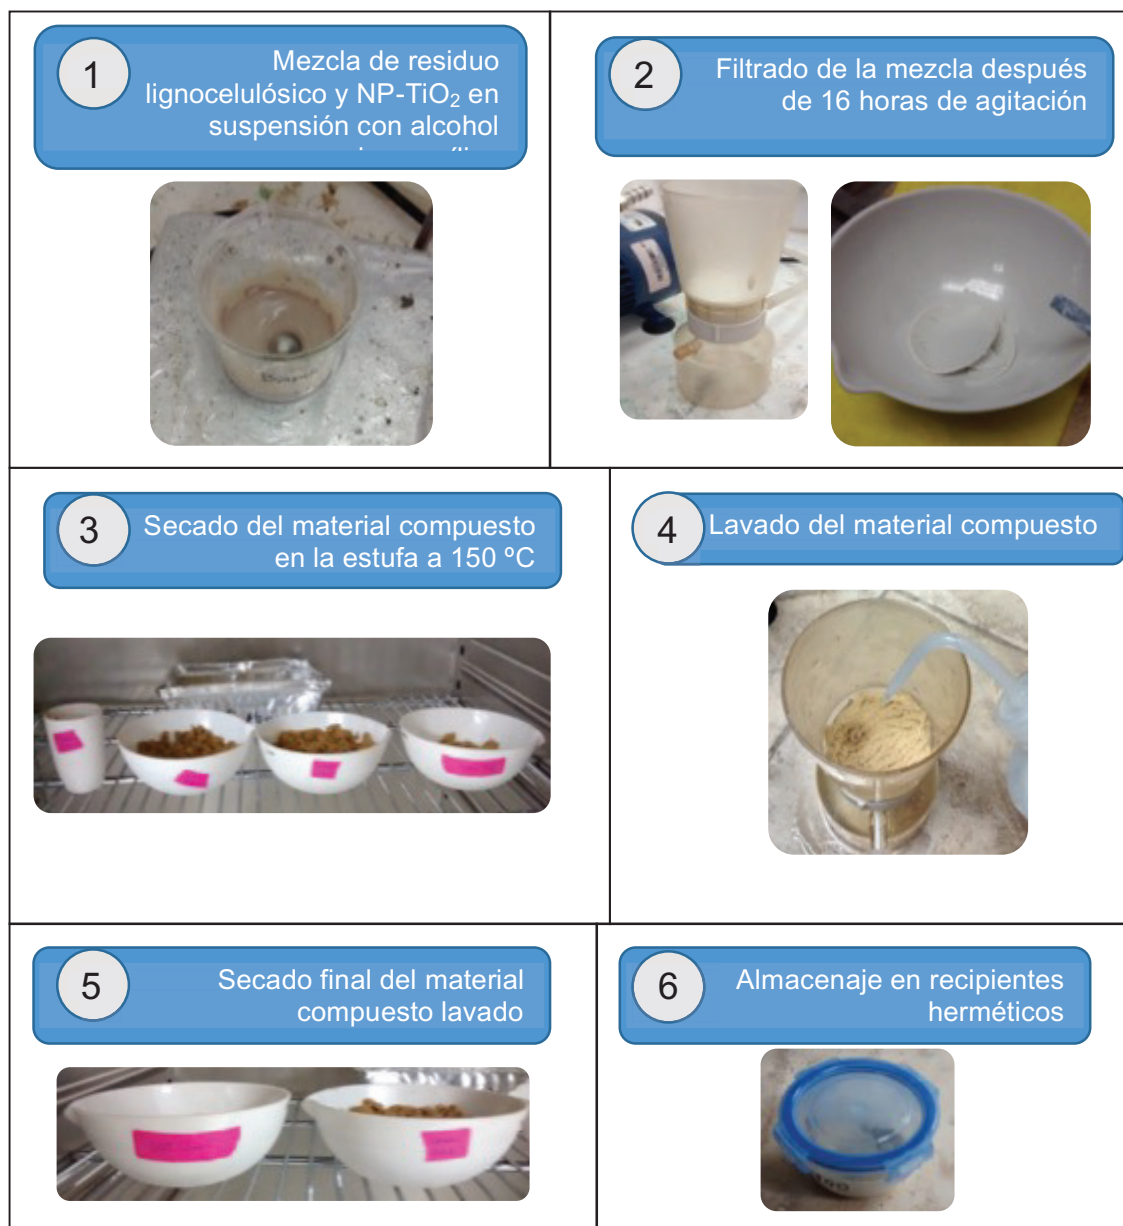 1
Mezcla de residuo
lignocelulósico y NP-TiO₂ en
suspensión con alcohol
2
Filtrado de la mezcla después
de 16 horas de agitación
3
Secado del material compuesto
en la estufa a 150 ºC
4
Lavado del material compuesto
5
Secado final del material
compuesto lavado
6
Almacenaje en recipientes
herméticos